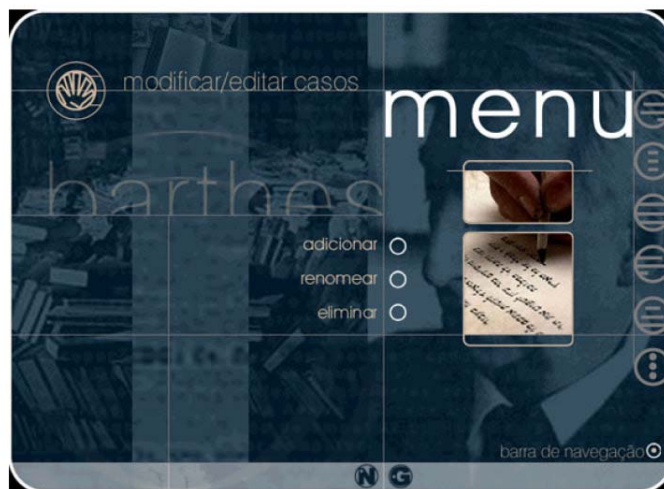 modificar/editar casos
menu
barthes
adicionar
renomear
eliminar
barra de navegação
N G